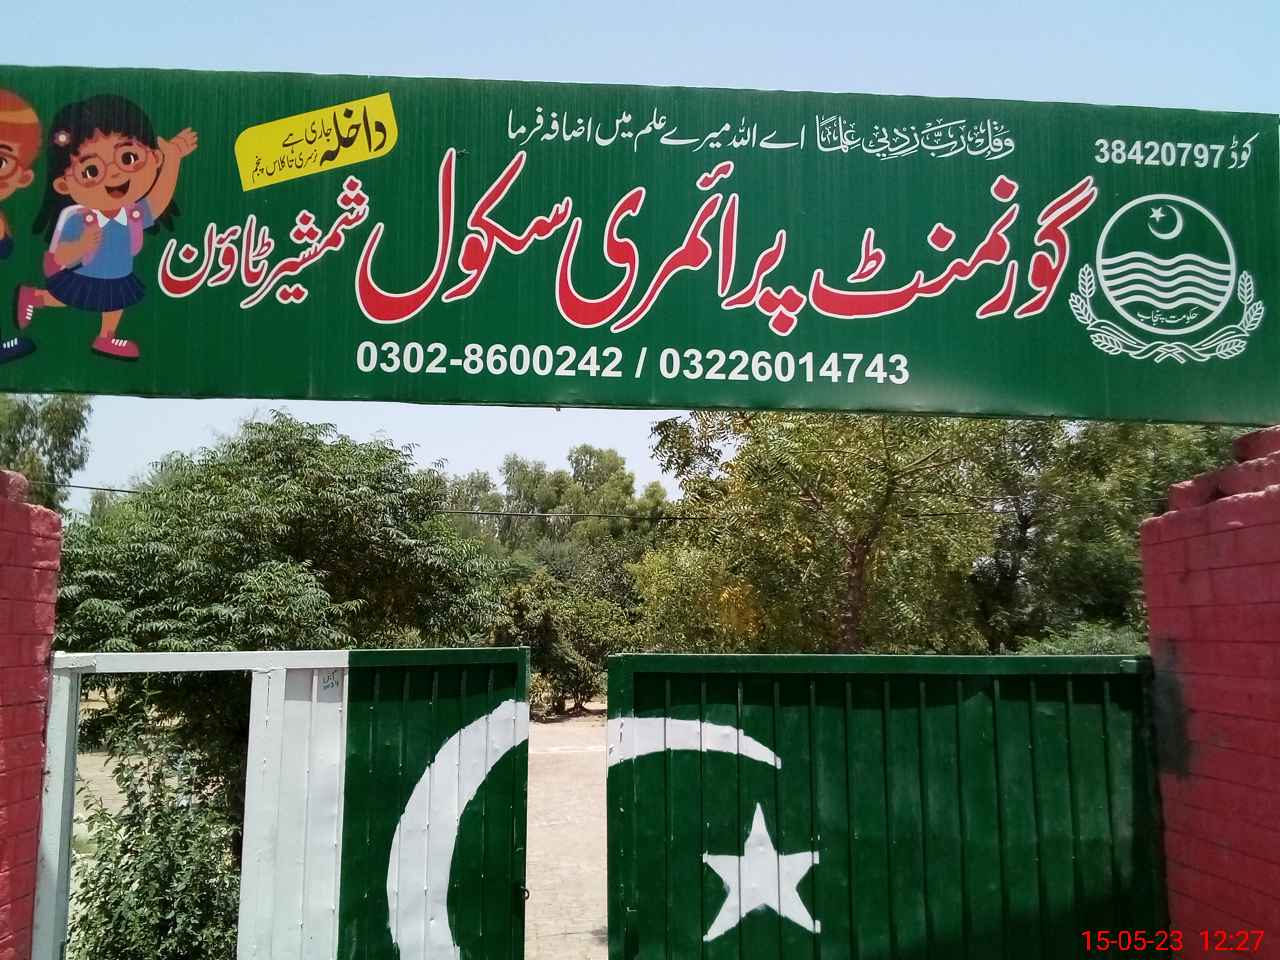 کوڈ 38420797
وَقُل رَبِّ زِدْنِي عِلْمًا اے اللہ میرے علم میں اضافہ فرما
داخلہ جاری ہے
نرسری تا کلاس پنجم
گورنمنٹ پرائمری سکول شمشیر ٹاؤن
حکومت پنجاب
0302-8600242 / 03226014743
15-05-23 12:27